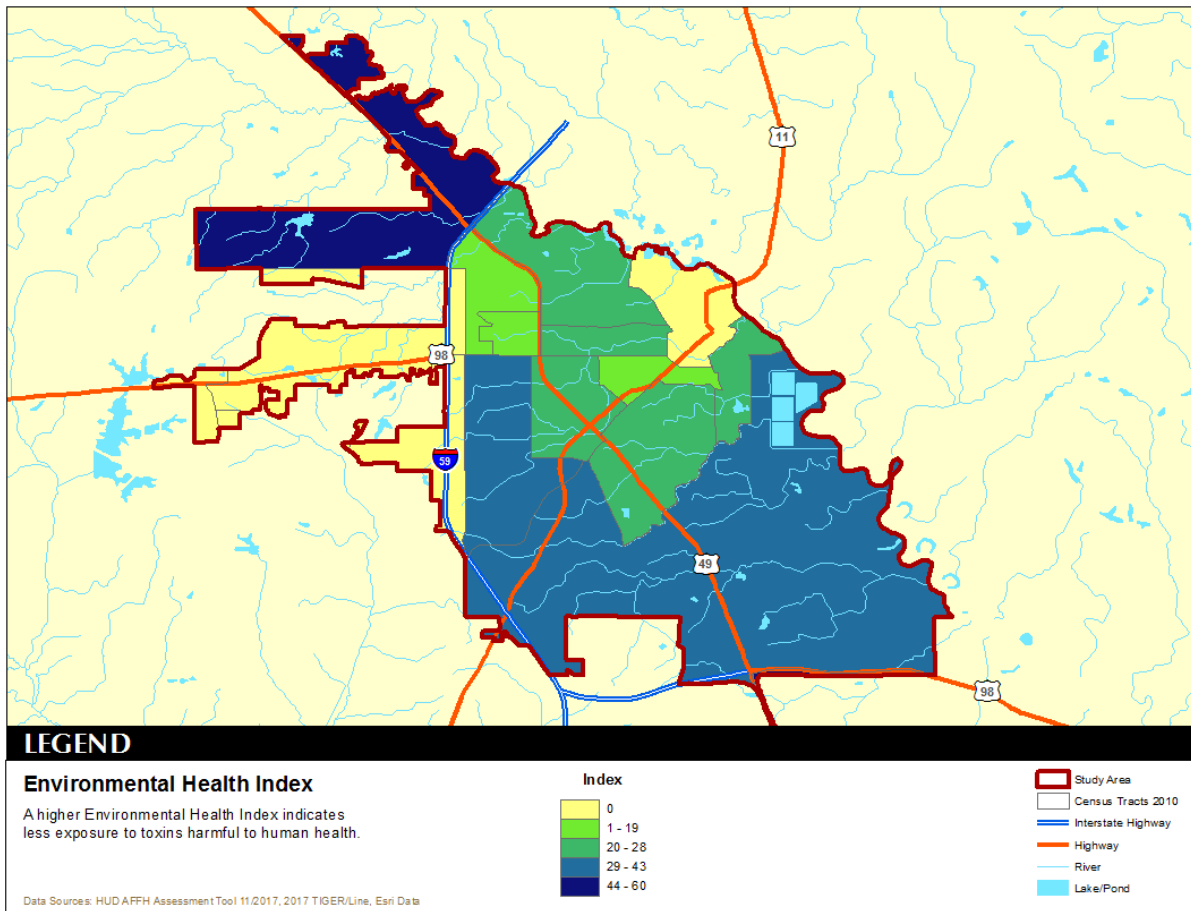 11
98
59
49
98
LEGEND
Environmental Health Index
A higher Environmental Health Index indicates
less exposure to toxins harmful to human health.
Data Sources: HUD AFFH Assessment Tool 11/2017, 2017 TIGER/Line, Esri Data
Index
0
1 - 19
20 - 28
29 - 43
44 - 60
Study Area
Census Tracts 2010
Interstate Highway
Highway
River
Lake/Pond